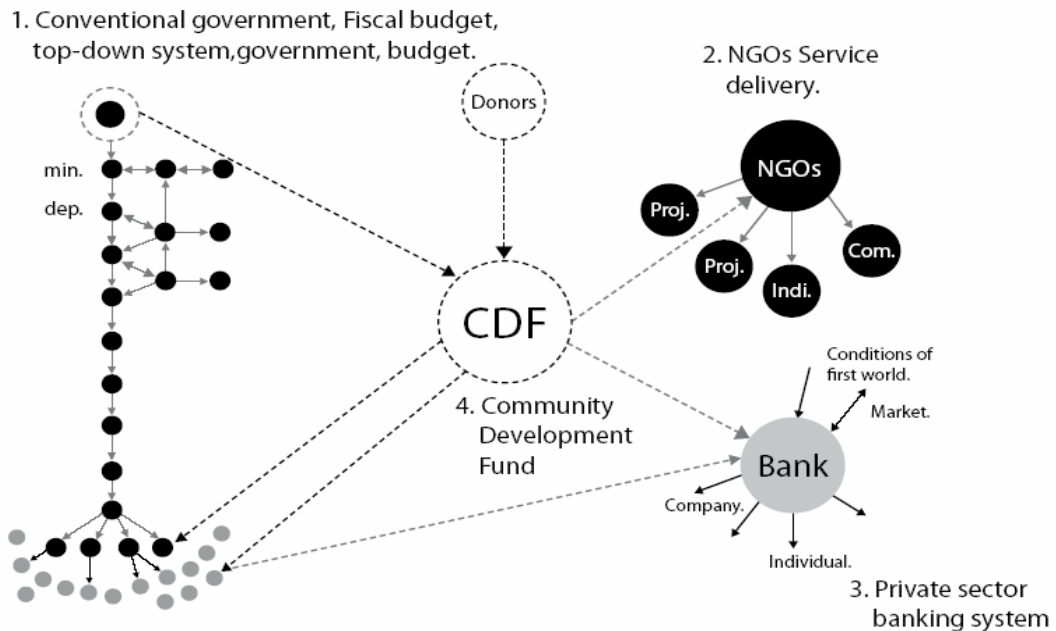 1. Conventional government, Fiscal budget,
top-down system,government, budget.
Donors
2. NGOs Service
delivery.
min.
dep.
NGOs
Proj.
Proj.
Indi.
Com.
CDF
4. Community
Development
Fund
Conditions of
first world.
Market.
Bank
Company.
Individual.
3. Private sector
banking system